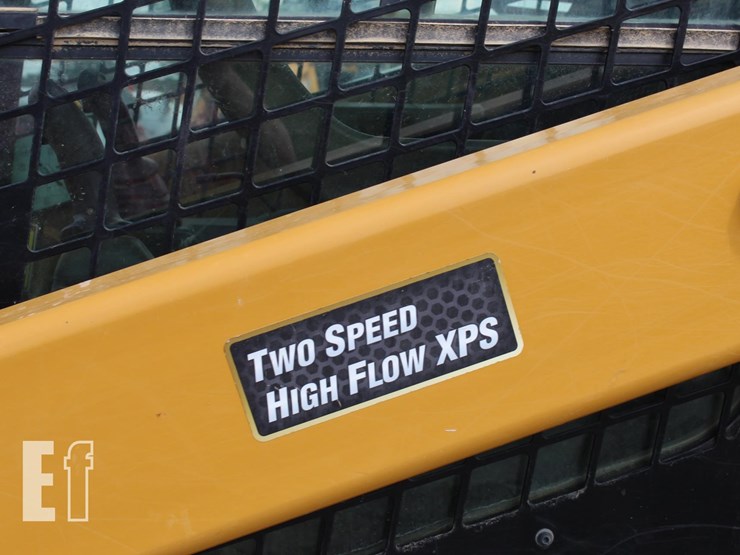 Two Speed
High Flow XPS
Ef